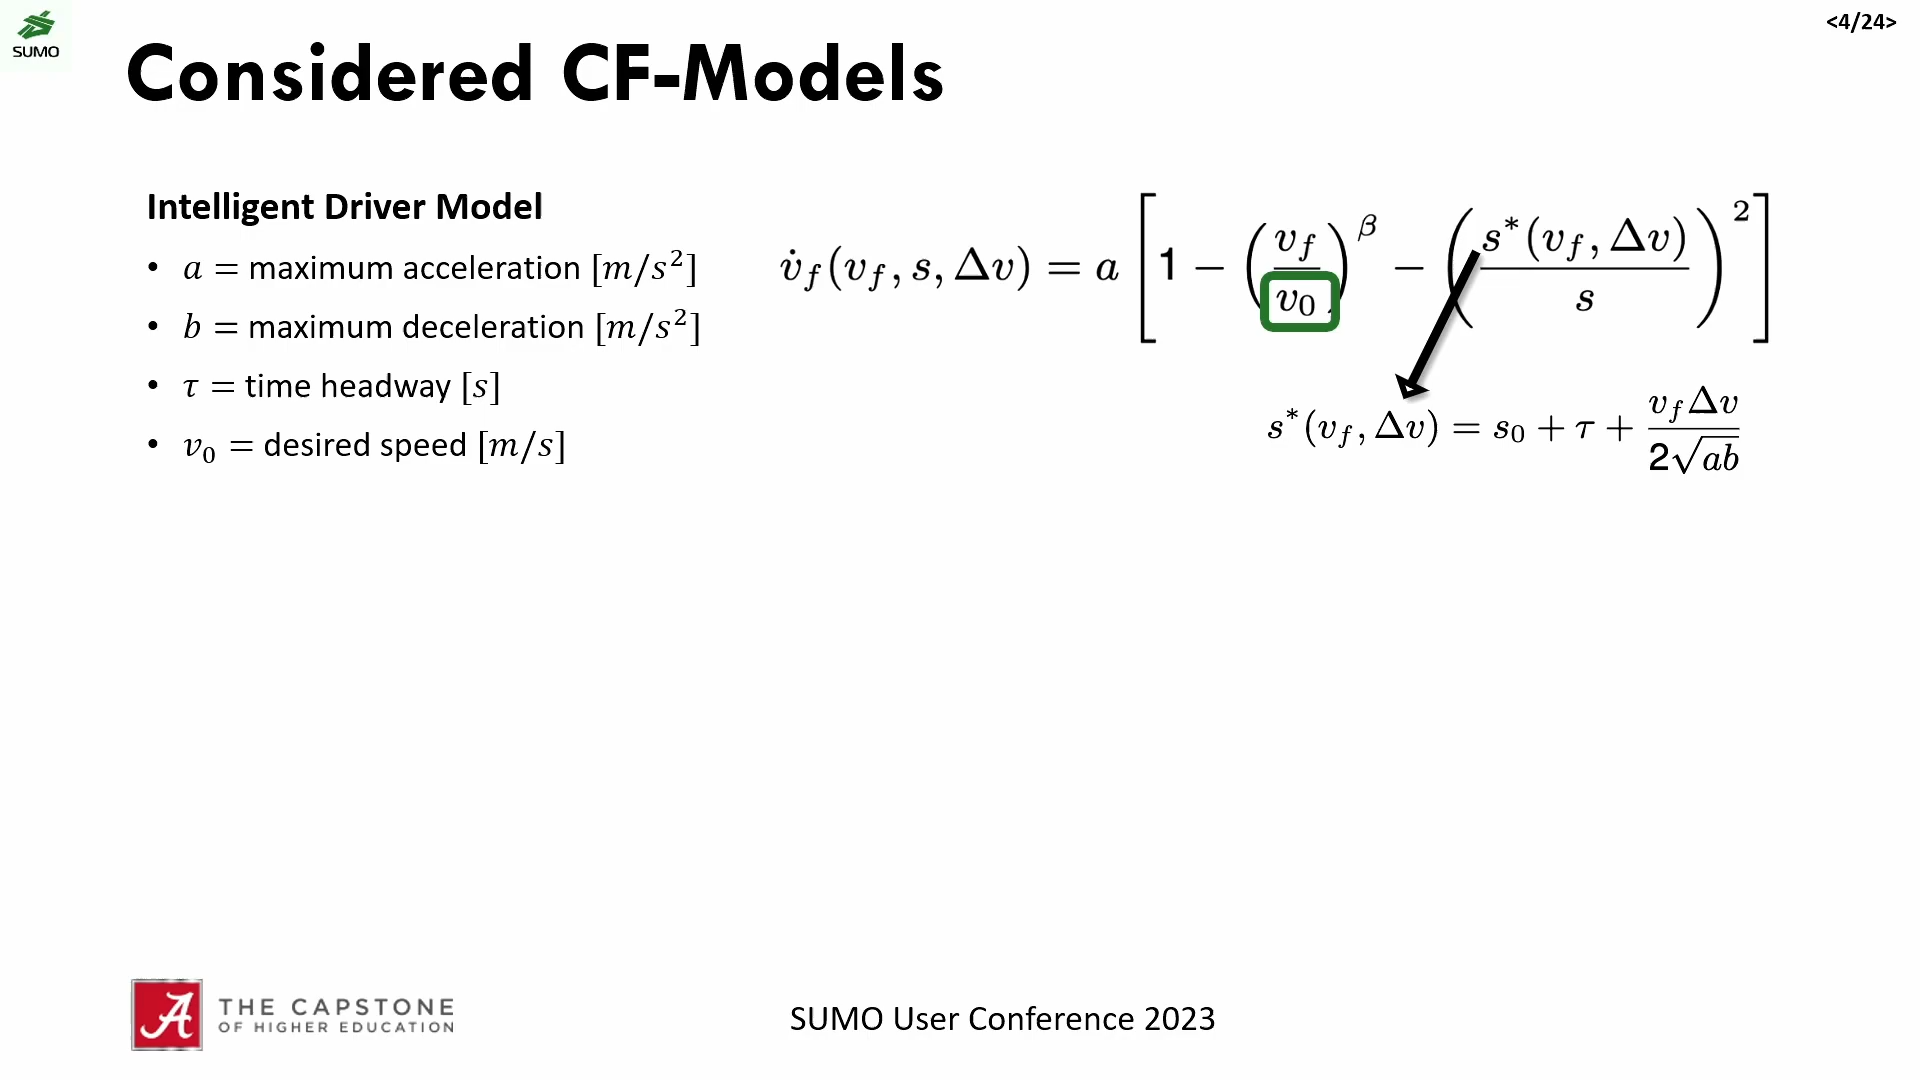 SUMO
<4/24>
Considered CF-Models
Intelligent Driver Model
• a = maximum acceleration [m/s²]
• b = maximum deceleration [m/s²]
• τ = time headway [s]
• v₀ = desired speed [m/s]
v̇_f(v_f, s, Δv) = a [1 − (v_f / v₀)^β − (s*(v_f, Δv) / s)²]
s*(v_f, Δv) = s₀ + τ + v_f Δv / 2√ab
A THE CAPSTONE
OF HIGHER EDUCATION
SUMO User Conference 2023